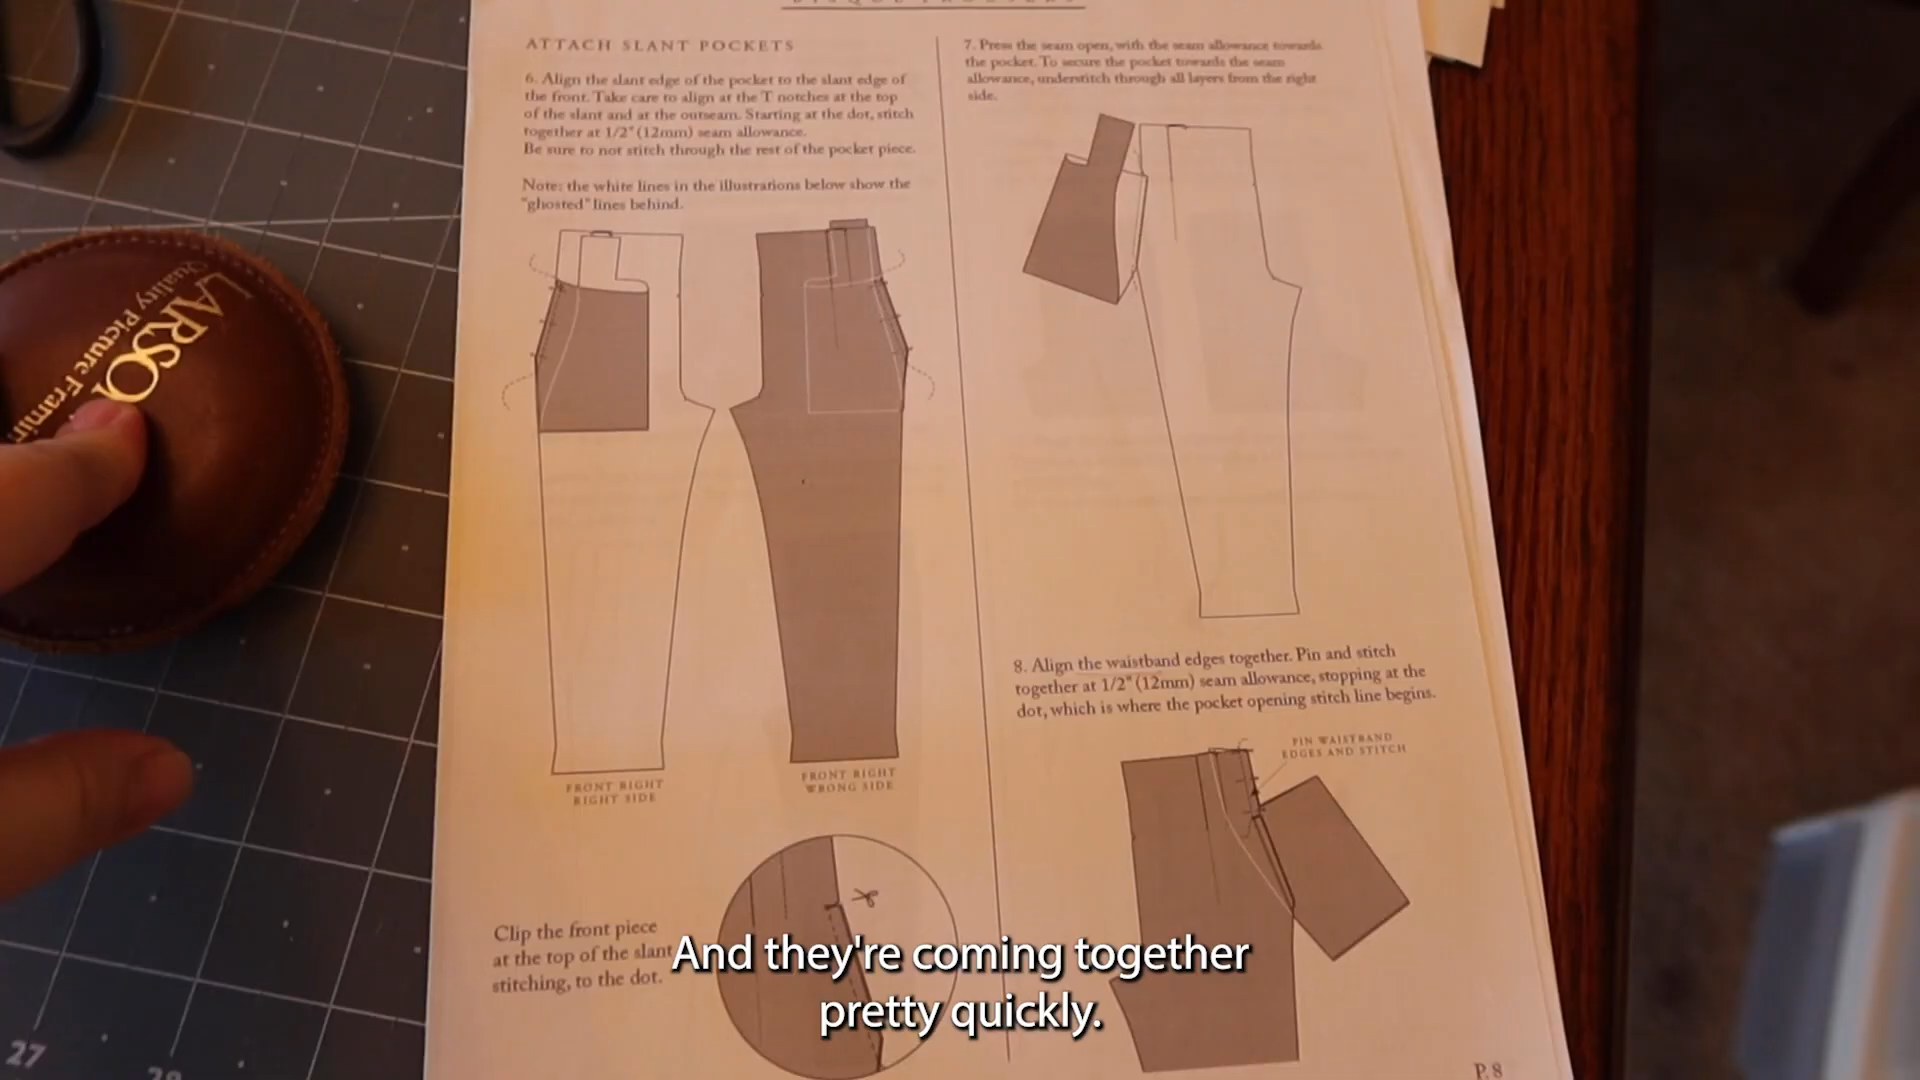 ATTACH SLANT POCKETS
6. Align the slant edge of the pocket to the slant edge of
the front. Take care to align at the T notches at the top
of the slant and at the outseam. Starting at the dot, stitch
together at 1/2" (12mm) seam allowance.
Be sure to not stitch through the rest of the pocket piece.
Note: the white lines in the illustrations below show the
"ghosted" lines behind.
FRONT RIGHT
RIGHT SIDE
FRONT RIGHT
WRONG SIDE
Clip the front piece
at the top of the slant
stitching, to the dot.
7. Press the seam open, with the seam allowance towards
the pocket. To secure the pocket towards the seam
allowance, understitch through all layers from the right
side.
8. Align the waistband edges together. Pin and stitch
together at 1/2" (12mm) seam allowance, stopping at the
dot, which is where the pocket opening stitch line begins.
PIN WAISTBAND
EDGES AND STITCH
P. 8
LARSO
Quality Picture Framin
27
And they're coming together
pretty quickly.